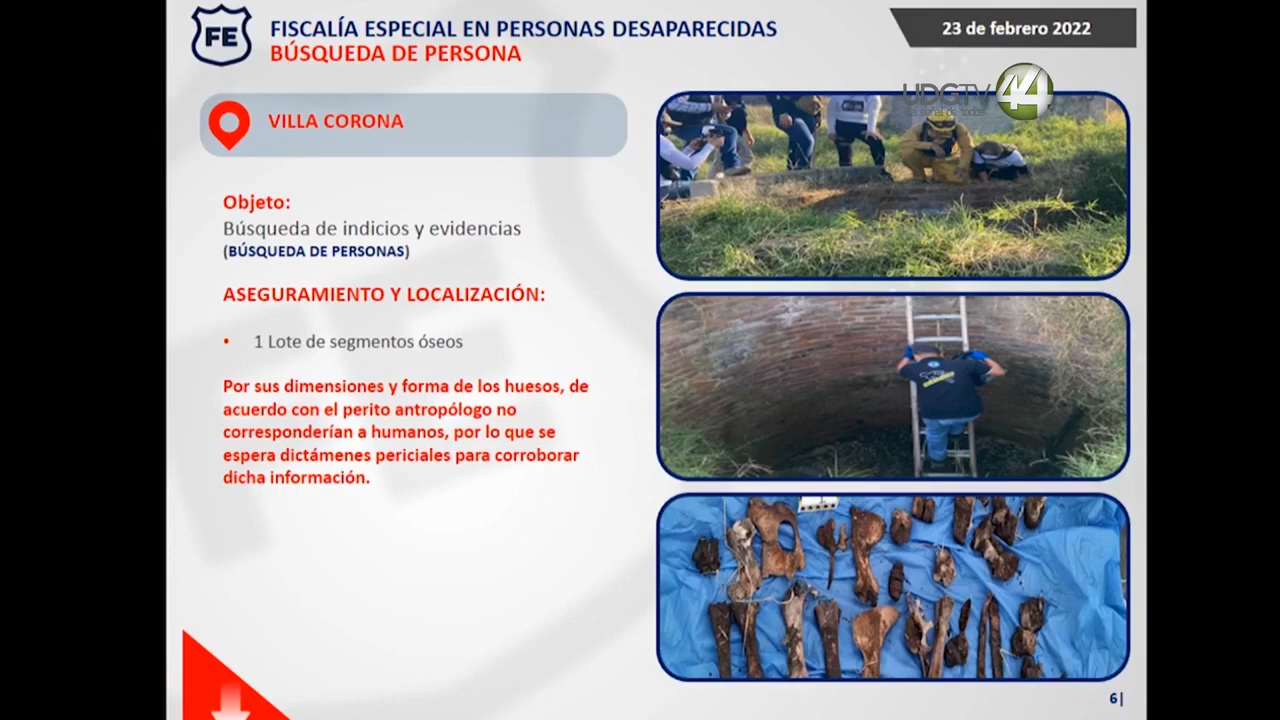 FE
FISCALÍA ESPECIAL EN PERSONAS DESAPARECIDAS
BÚSQUEDA DE PERSONA
23 de febrero 2022
UDGTV 44
VILLA CORONA
Objeto:
Búsqueda de indicios y evidencias
(BÚSQUEDA DE PERSONAS)
ASEGURAMIENTO Y LOCALIZACIÓN:
• 1 Lote de segmentos óseos
Por sus dimensiones y forma de los huesos, de
acuerdo con el perito antropólogo no
corresponderían a humanos, por lo que se
espera dictámenes periciales para corroborar
dicha información.
6|